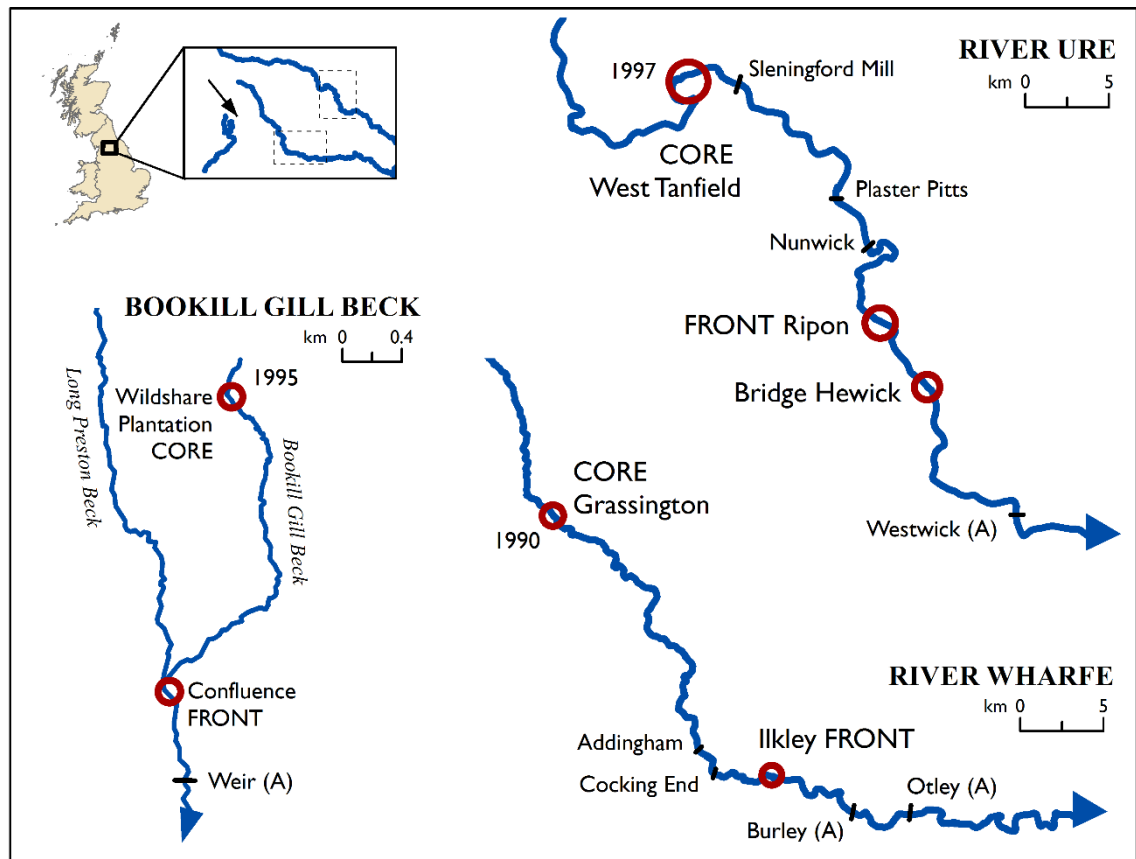 RIVER URE
km 0 5
1997
Sleningford Mill
CORE
West Tanfield
Plaster Pitts
Nunwick
FRONT Ripon
Bridge Hewick
Westwick (A)
BOOKILL GILL BECK
km 0 0.4
Long Preston Beck
1995
Wildshare
Plantation
CORE
Bookill Gill Beck
Confluence
FRONT
Weir (A)
CORE
Grassington
1990
RIVER WHARFE
km 0 5
Addingham
Cocking End
Ilkley FRONT
Burley (A)
Otley (A)